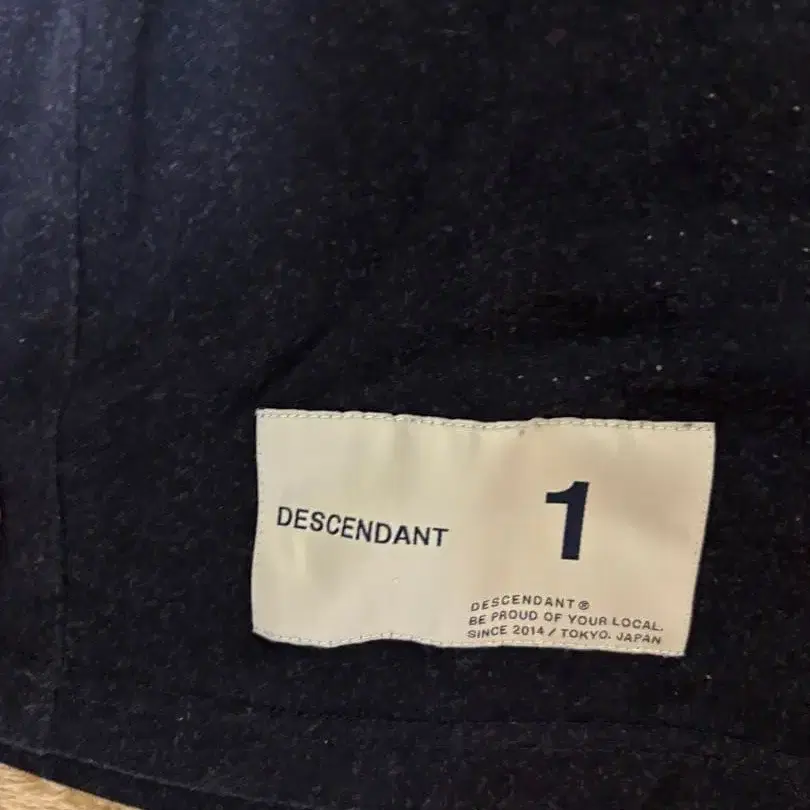 DESCENDANT
1
DESCENDANT®
BE PROUD OF YOUR LOCAL.
SINCE 2014 / TOKYO. JAPAN